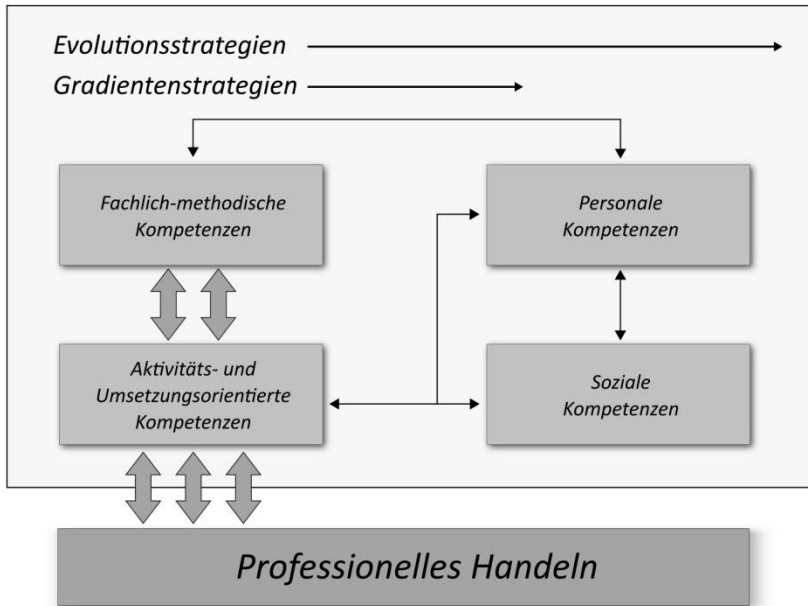 Evolutionsstrategien
Gradientenstrategien
Fachlich-methodische
Kompetenzen
Personale
Kompetenzen
Aktivitäts- und
Umsetzungsorientierte
Kompetenzen
Soziale
Kompetenzen
Professionelles Handeln